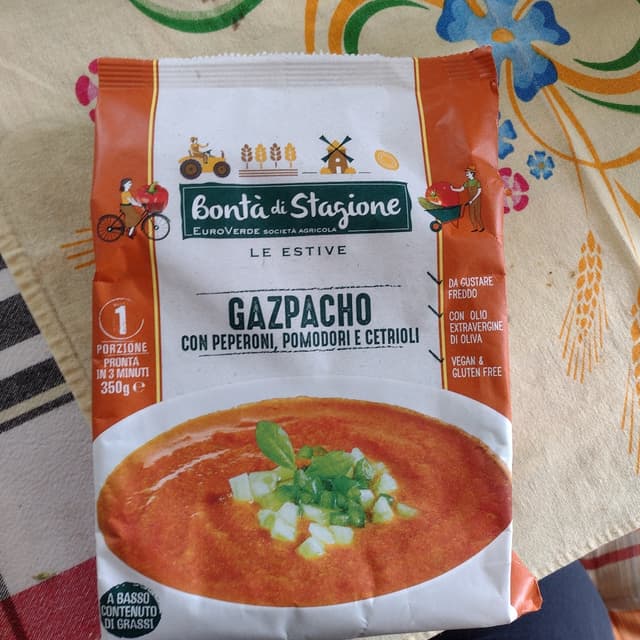 Bontà di Stagione
EUROVERDE SOCIETÀ AGRICOLA
LE ESTIVE
GAZPACHO
CON PEPERONI, POMODORI E CETRIOLI
1
PORZIONE
PRONTA
IN 3 MINUTI
350g e
DA GUSTARE
FREDDO
CON OLIO
EXTRAVERGINE
DI OLIVA
VEGAN &
GLUTEN FREE
A BASSO
CONTENUTO
DI GRASSI